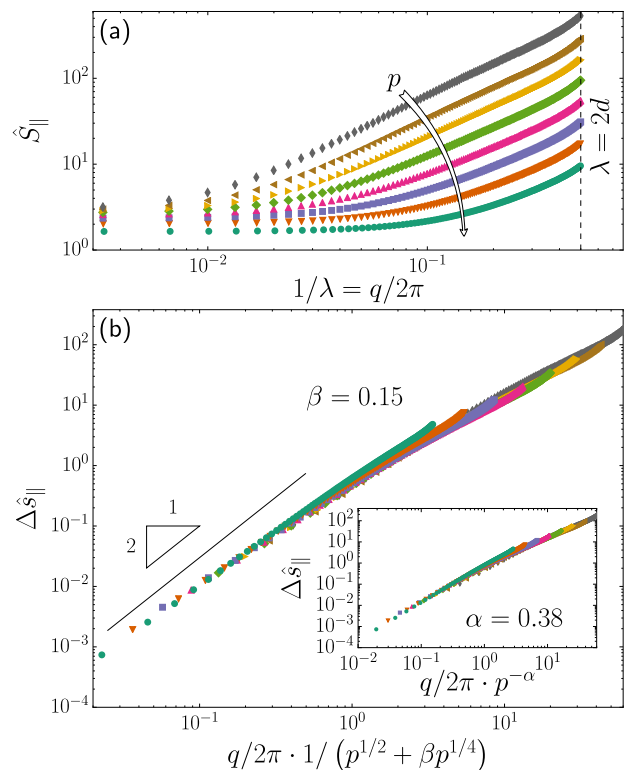 (a)
10²
10¹
10⁰
Ŝ∥
p
λ = 2d
10⁻²
10⁻¹
1/λ = q/2π
(b)
10²
10¹
10⁰
10⁻¹
10⁻²
10⁻³
10⁻⁴
Δŝ∥
β = 0.15
1
2
10²
10¹
10⁰
10⁻¹
10⁻²
10⁻³
10⁻⁴
Δŝ∥
α = 0.38
10⁻²
10⁻¹
10⁰
10¹
q/2π · p^{−α}
10⁻¹
10⁰
10¹
q/2π · 1/ (p^{1/2} + βp^{1/4})